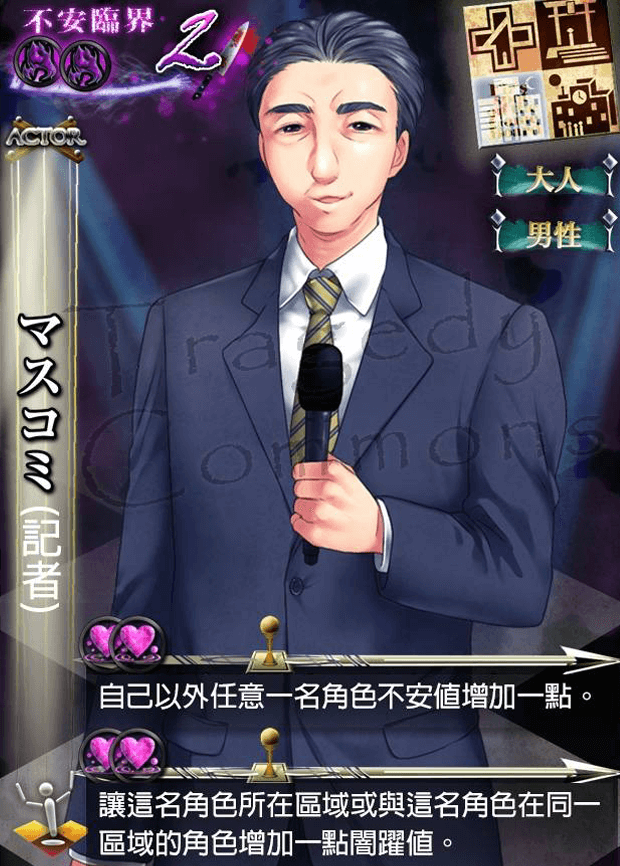 不安臨界 2
ACTOR
大人
男性
マスコミ(記者)
Tragedy
Commons
自己以外任意一名角色不安值增加一點。
讓這名角色所在區域或與這名角色在同一
區域的角色增加一點闇躍值。